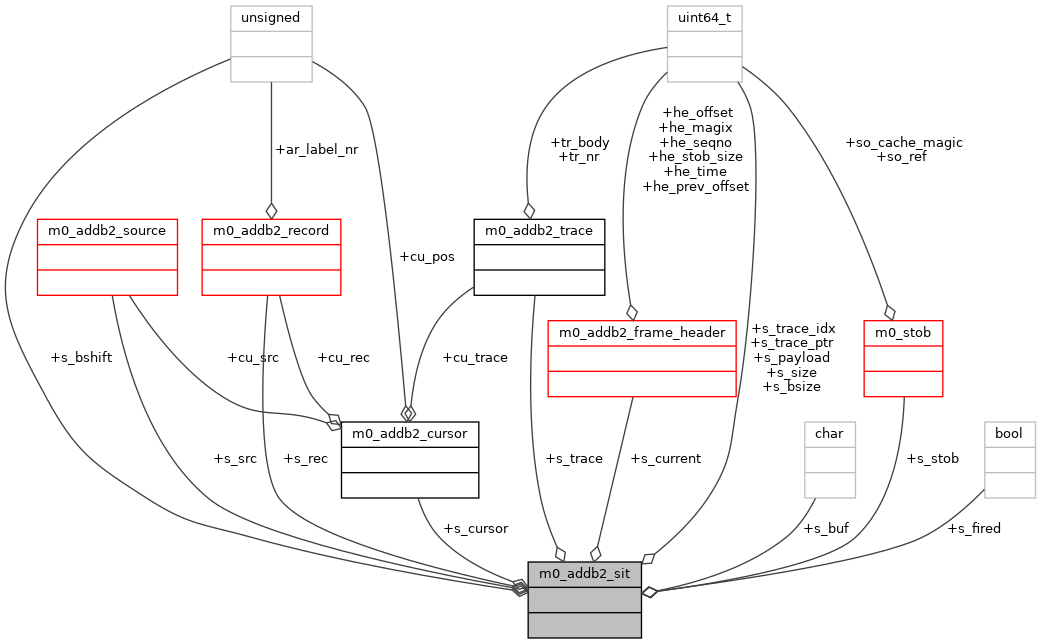 unsigned
uint64_t
+he_offset
+he_magix
+he_seqno
+he_stob_size
+he_time
+he_prev_offset
+tr_body
+tr_nr
+so_cache_magic
+so_ref
+ar_label_nr
m0_addb2_source
m0_addb2_record
m0_addb2_trace
+cu_pos
m0_addb2_frame_header
m0_stob
+s_trace_idx
+s_trace_ptr
+s_payload
+s_size
+s_bsize
+s_bshift
+cu_src
+cu_rec
+cu_trace
m0_addb2_cursor
char
bool
+s_src
+s_rec
+s_trace
+s_current
+s_stob
+s_cursor
+s_buf
+s_fired
m0_addb2_sit